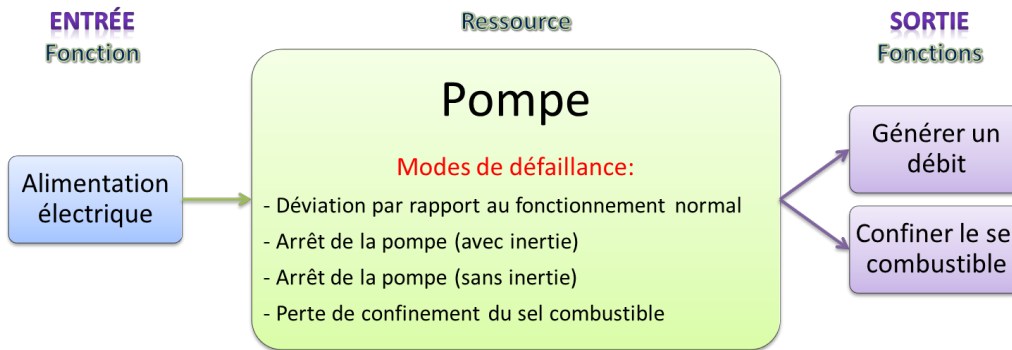 ENTRÉE
Fonction
Ressource
SORTIE
Fonctions
Alimentation
électrique
Pompe
Modes de défaillance:
- Déviation par rapport au fonctionnement normal
- Arrêt de la pompe (avec inertie)
- Arrêt de la pompe (sans inertie)
- Perte de confinement du sel combustible
Générer un
débit
Confiner le sel
combustible